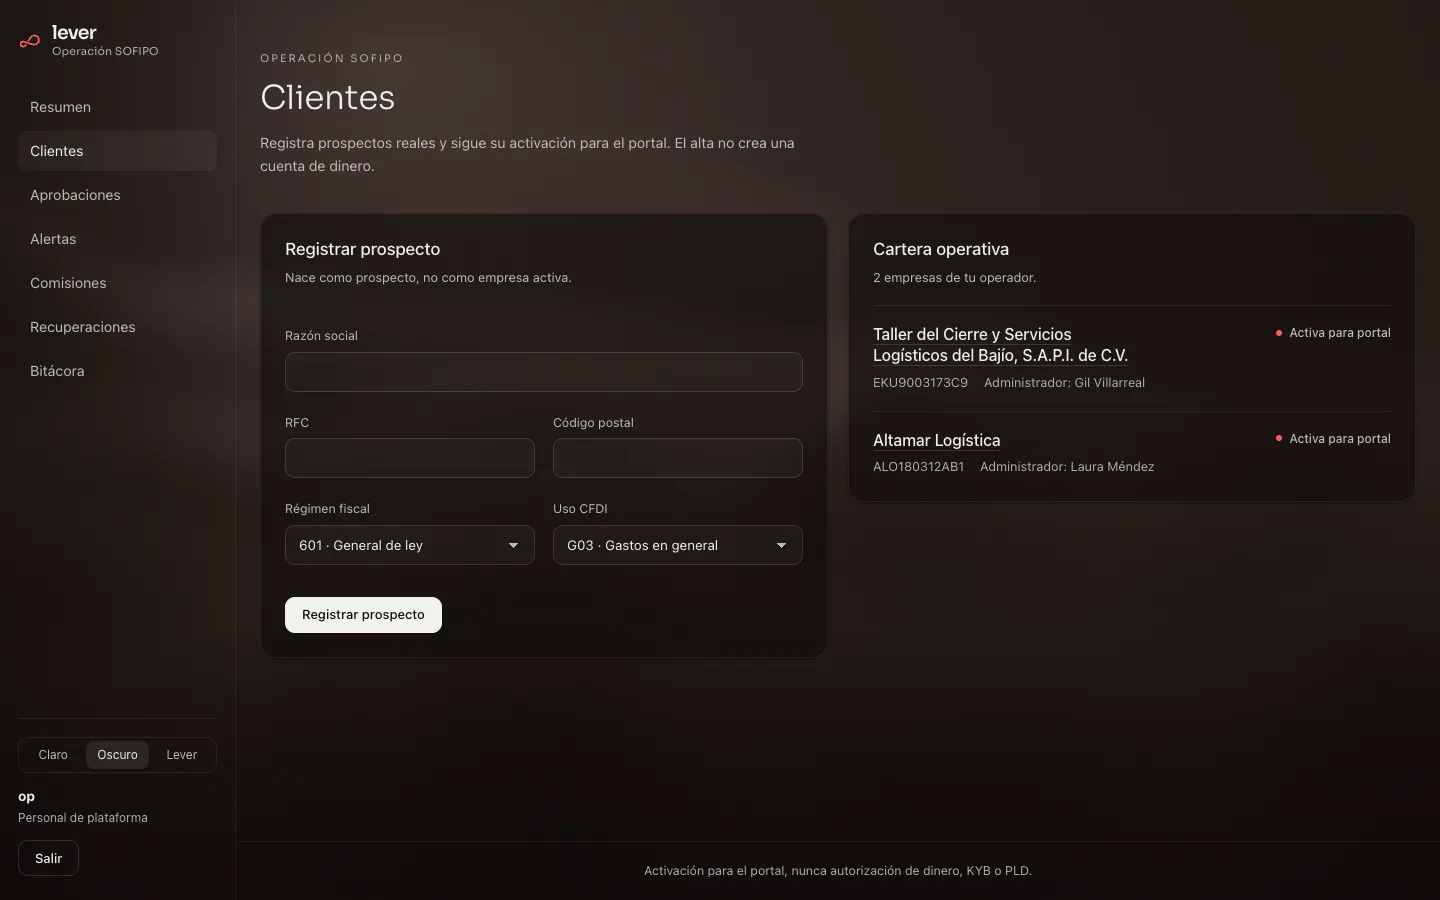 lever
Operación SOFIPO
Resumen
Clientes
Aprobaciones
Alertas
Comisiones
Recuperaciones
Bitácora
Claro
Oscuro
Lever
op
Personal de plataforma
Salir
OPERACIÓN SOFIPO
Clientes
Registra prospectos reales y sigue su activación para el portal. El alta no crea una
cuenta de dinero.
Registrar prospecto
Nace como prospecto, no como empresa activa.
Razón social
RFC
Código postal
Régimen fiscal
Uso CFDI
601 · General de ley
G03 · Gastos en general
Registrar prospecto
Cartera operativa
2 empresas de tu operador.
Taller del Cierre y Servicios
Logísticos del Bajío, S.A.P.I. de C.V.
Activa para portal
EKU9003173C9 Administrador: Gil Villarreal
Altamar Logística
Activa para portal
ALO180312AB1 Administrador: Laura Méndez
Activación para el portal, nunca autorización de dinero, KYB o PLD.